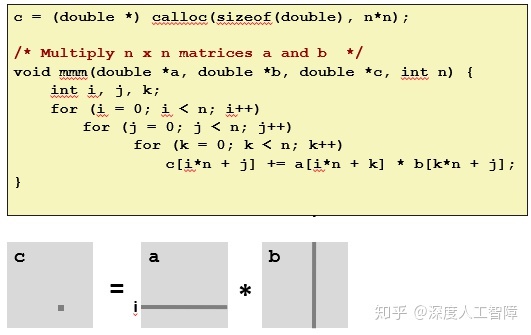 c = (double *) calloc(sizeof(double), n*n);
/* Multiply n x n matrices a and b */
void mmm(double *a, double *b, double *c, int n) {
int i, j, k;
for (i = 0; i < n; i++)
for (j = 0; j < n; j++)
for (k = 0; k < n; k++)
c[i*n + j] += a[i*n + k] * b[k*n + j];
}
c a b
= i *
知乎 @深度人工智障